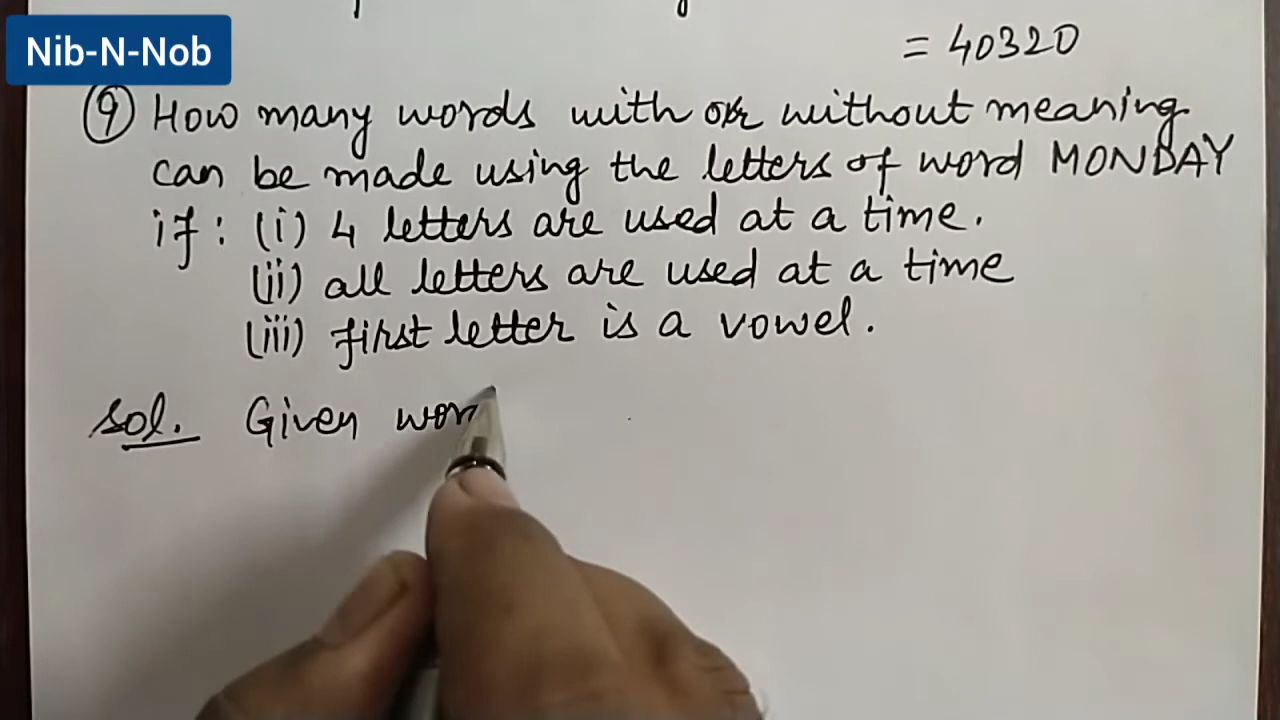 Nib-N-Nob
= 40320
(9) How many words with or without meaning
can be made using the letters of word MONDAY
if: (i) 4 letters are used at a time.
(ii) all letters are used at a time
(iii) first letter is a vowel.
Sol. Given wor